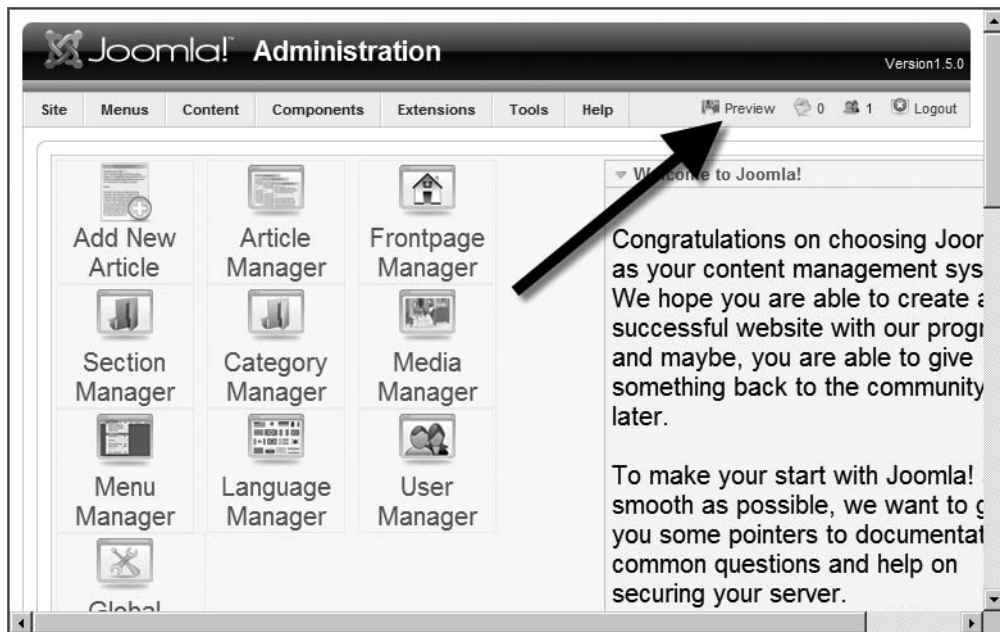 Joomla! Administration
Version1.5.0
Site Menus Content Components Extensions Tools Help Preview 0 1 Logout
Welcome to Joomla!
Add New
Article
Article
Manager
Frontpage
Manager
Section
Manager
Category
Manager
Media
Manager
Menu
Manager
Language
Manager
User
Manager
Global
Congratulations on choosing Joor
as your content management sys
We hope you are able to create a
successful website with our progr
and maybe, you are able to give
something back to the community
later.
To make your start with Joomla!
smooth as possible, we want to g
you some pointers to documentat
common questions and help on
securing your server.